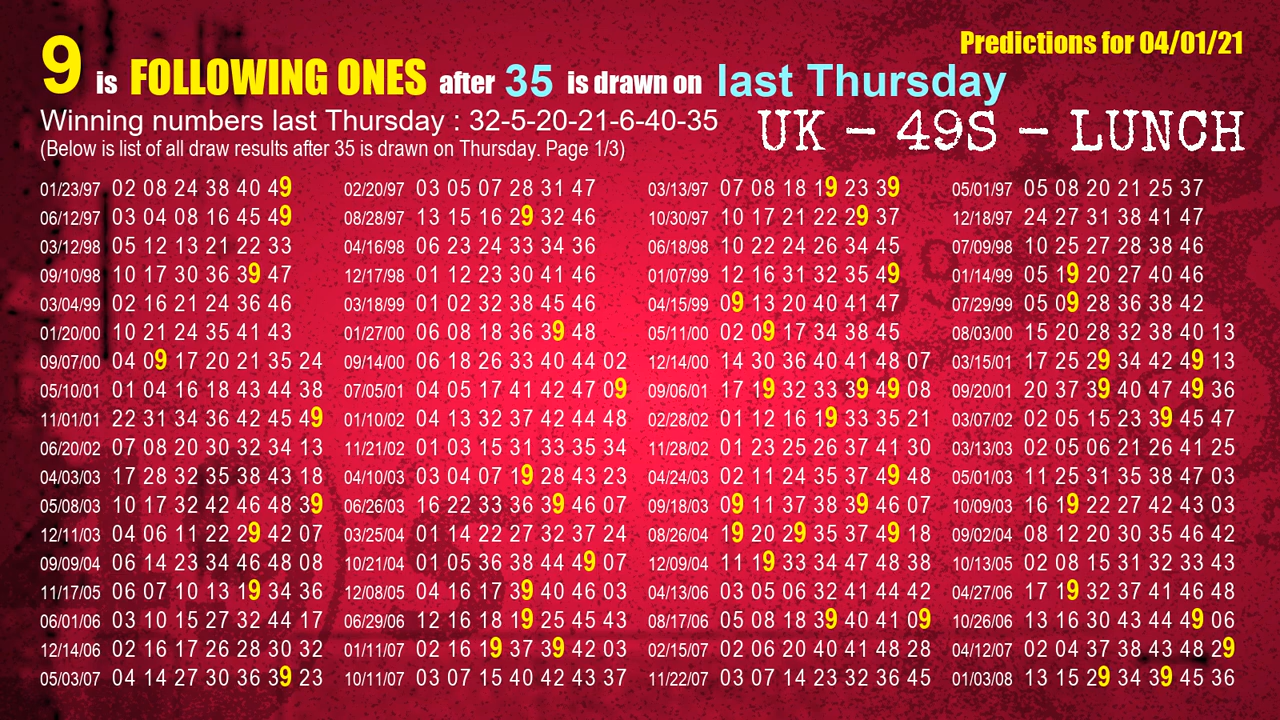 Predictions for 04/01/21
9 is FOLLOWING ONES after 35 is drawn on last Thursday
Winning numbers last Thursday : 32-5-20-21-6-40-35
UK - 49S - LUNCH
(Below is list of all draw results after 35 is drawn on Thursday. Page 1/3)
01/23/97 02 08 24 38 40 49 02/20/97 03 05 07 28 31 47 03/13/97 07 08 18 19 23 39 05/01/97 05 08 20 21 25 37
06/12/97 03 04 08 16 45 49 08/28/97 13 15 16 29 32 46 10/30/97 10 17 21 22 29 37 12/18/97 24 27 31 38 41 47
03/12/98 05 12 13 21 22 33 04/16/98 06 23 24 33 34 36 06/18/98 10 22 24 26 34 45 07/09/98 10 25 27 28 38 46
09/10/98 10 17 30 36 39 47 12/17/98 01 12 23 30 41 46 01/07/99 12 16 31 32 35 49 01/14/99 05 19 20 27 40 46
03/04/99 02 16 21 24 36 46 03/18/99 01 02 32 38 45 46 04/15/99 09 13 20 40 41 47 07/29/99 05 09 28 36 38 42
01/20/00 10 21 24 35 41 43 01/27/00 06 08 18 36 39 48 05/11/00 02 09 17 34 38 45 08/03/00 15 20 28 32 38 40 13
09/07/00 04 09 17 20 21 35 24 09/14/00 06 18 26 33 40 44 02 12/14/00 14 30 36 40 41 48 07 03/15/01 17 25 29 34 42 49 13
05/10/01 01 04 16 18 43 44 38 07/05/01 04 05 17 41 42 47 09 09/06/01 17 19 32 33 39 49 08 09/20/01 20 37 39 40 47 49 36
11/01/01 22 31 34 36 42 45 49 01/10/02 04 13 32 37 42 44 48 02/28/02 01 12 16 19 33 35 21 03/07/02 02 05 15 23 39 45 47
06/20/02 07 08 20 30 32 34 13 11/21/02 01 03 15 31 33 35 34 11/28/02 01 23 25 26 37 41 30 03/13/03 02 05 06 21 26 41 25
04/03/03 17 28 32 35 38 43 18 04/10/03 03 04 07 19 28 43 23 04/24/03 02 11 24 35 37 49 48 05/01/03 11 25 31 35 38 47 03
05/08/03 10 17 32 42 46 48 39 06/26/03 16 22 33 36 39 46 07 09/18/03 09 11 37 38 39 46 07 10/09/03 16 19 22 27 42 43 03
12/11/03 04 06 11 22 29 42 07 03/25/04 01 14 22 27 32 37 24 08/26/04 19 20 29 35 37 49 18 09/02/04 08 12 20 30 35 46 42
09/09/04 06 14 23 34 46 48 08 10/21/04 01 05 36 38 44 49 07 12/09/04 11 19 33 34 47 48 38 10/13/05 02 08 15 31 32 33 43
11/17/05 06 07 10 13 19 34 36 12/08/05 04 16 17 39 40 46 03 04/13/06 03 05 06 32 41 44 42 04/27/06 17 19 32 37 41 46 48
06/01/06 03 10 15 27 32 44 17 06/29/06 12 16 18 19 25 45 43 08/17/06 05 08 18 39 40 41 09 10/26/06 13 16 30 43 44 49 06
12/14/06 02 16 17 26 28 30 32 01/11/07 02 16 19 37 39 42 03 02/15/07 02 06 20 40 41 48 28 04/12/07 02 04 37 38 43 48 29
05/03/07 04 14 27 30 36 39 23 10/11/07 03 07 15 40 42 43 37 11/22/07 03 07 14 23 32 36 45 01/03/08 13 15 29 34 39 45 36